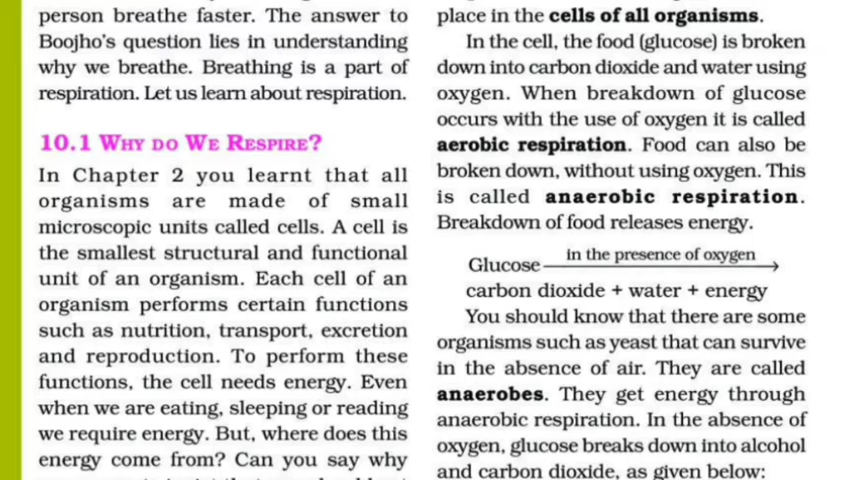 person breathe faster. The answer to
Boojho's question lies in understanding
why we breathe. Breathing is a part of
respiration. Let us learn about respiration.
10.1 WHY DO WE RESPIRE?
In Chapter 2 you learnt that all
organisms are made of small
microscopic units called cells. A cell is
the smallest structural and functional
unit of an organism. Each cell of an
organism performs certain functions
such as nutrition, transport, excretion
and reproduction. To perform these
functions, the cell needs energy. Even
when we are eating, sleeping or reading
we require energy. But, where does this
energy come from? Can you say why
place in the cells of all organisms.
In the cell, the food (glucose) is broken
down into carbon dioxide and water using
oxygen. When breakdown of glucose
occurs with the use of oxygen it is called
aerobic respiration. Food can also be
broken down, without using oxygen. This
is called anaerobic respiration.
Breakdown of food releases energy.
Glucose in the presence of oxygen
carbon dioxide + water + energy
You should know that there are some
organisms such as yeast that can survive
in the absence of air. They are called
anaerobes. They get energy through
anaerobic respiration. In the absence of
oxygen, glucose breaks down into alcohol
and carbon dioxide, as given below: